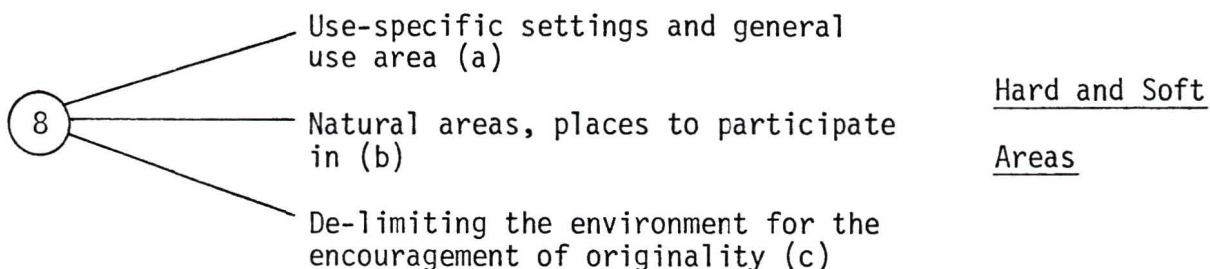 8
Use-specific settings and general
use area (a)
Natural areas, places to participate
in (b)
De-limiting the environment for the
encouragement of originality (c)
Hard and Soft
Areas